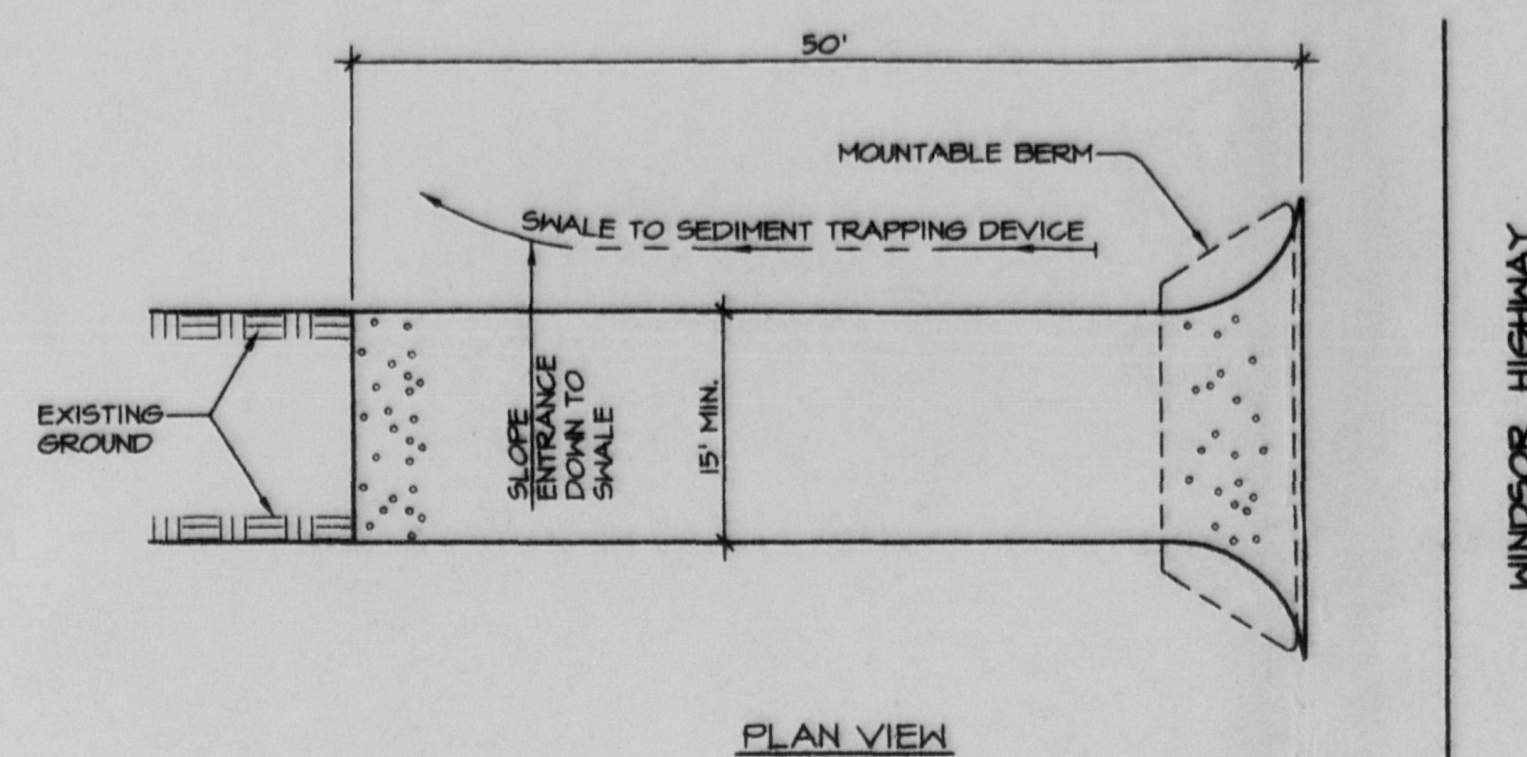 50'
MOUNTABLE BERM
SWALE TO SEDIMENT TRAPPING DEVICE
EXISTING
GROUND
SLOPE
ENTRANCE
DOWN TO
SWALE
15' MIN.
WINDSOR HIGHWAY
PLAN VIEW